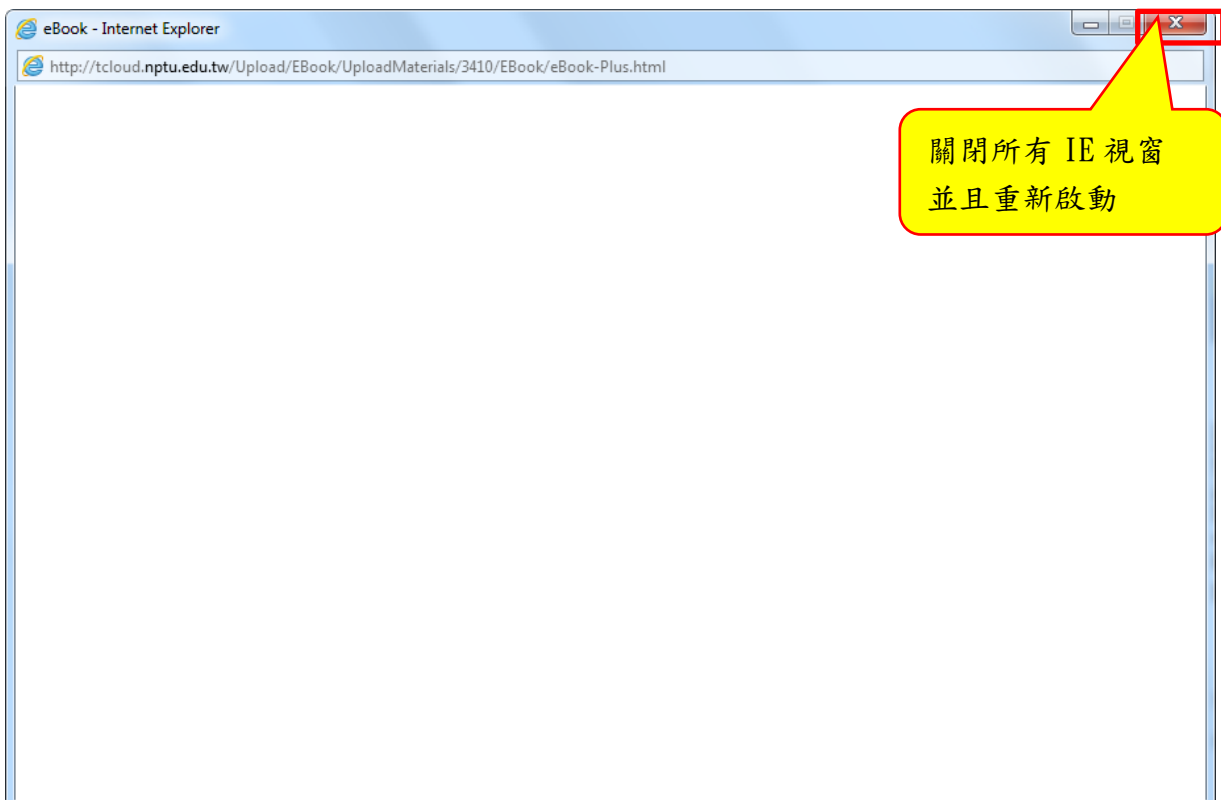 eBook - Internet Explorer
X
http://tcloud.nptu.edu.tw/Upload/EBook/UploadMaterials/3410/EBook/eBook-Plus.html
關閉所有 IE 視窗
並且重新啟動